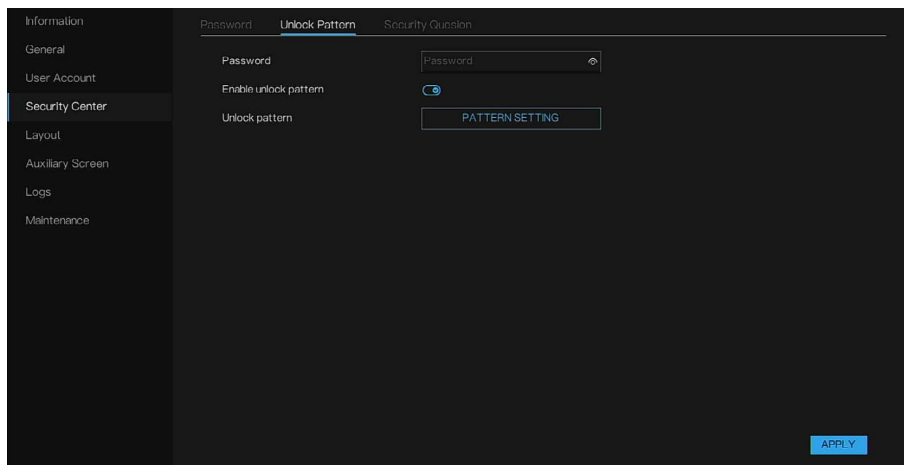 Information
General
User Account
Security Center
Layout
Auxiliary Screen
Logs
Maintenance
Password Unlock Pattern Security Quesion
Password Password
Enable unlock pattern
Unlock pattern PATTERN SETTING
APPLY